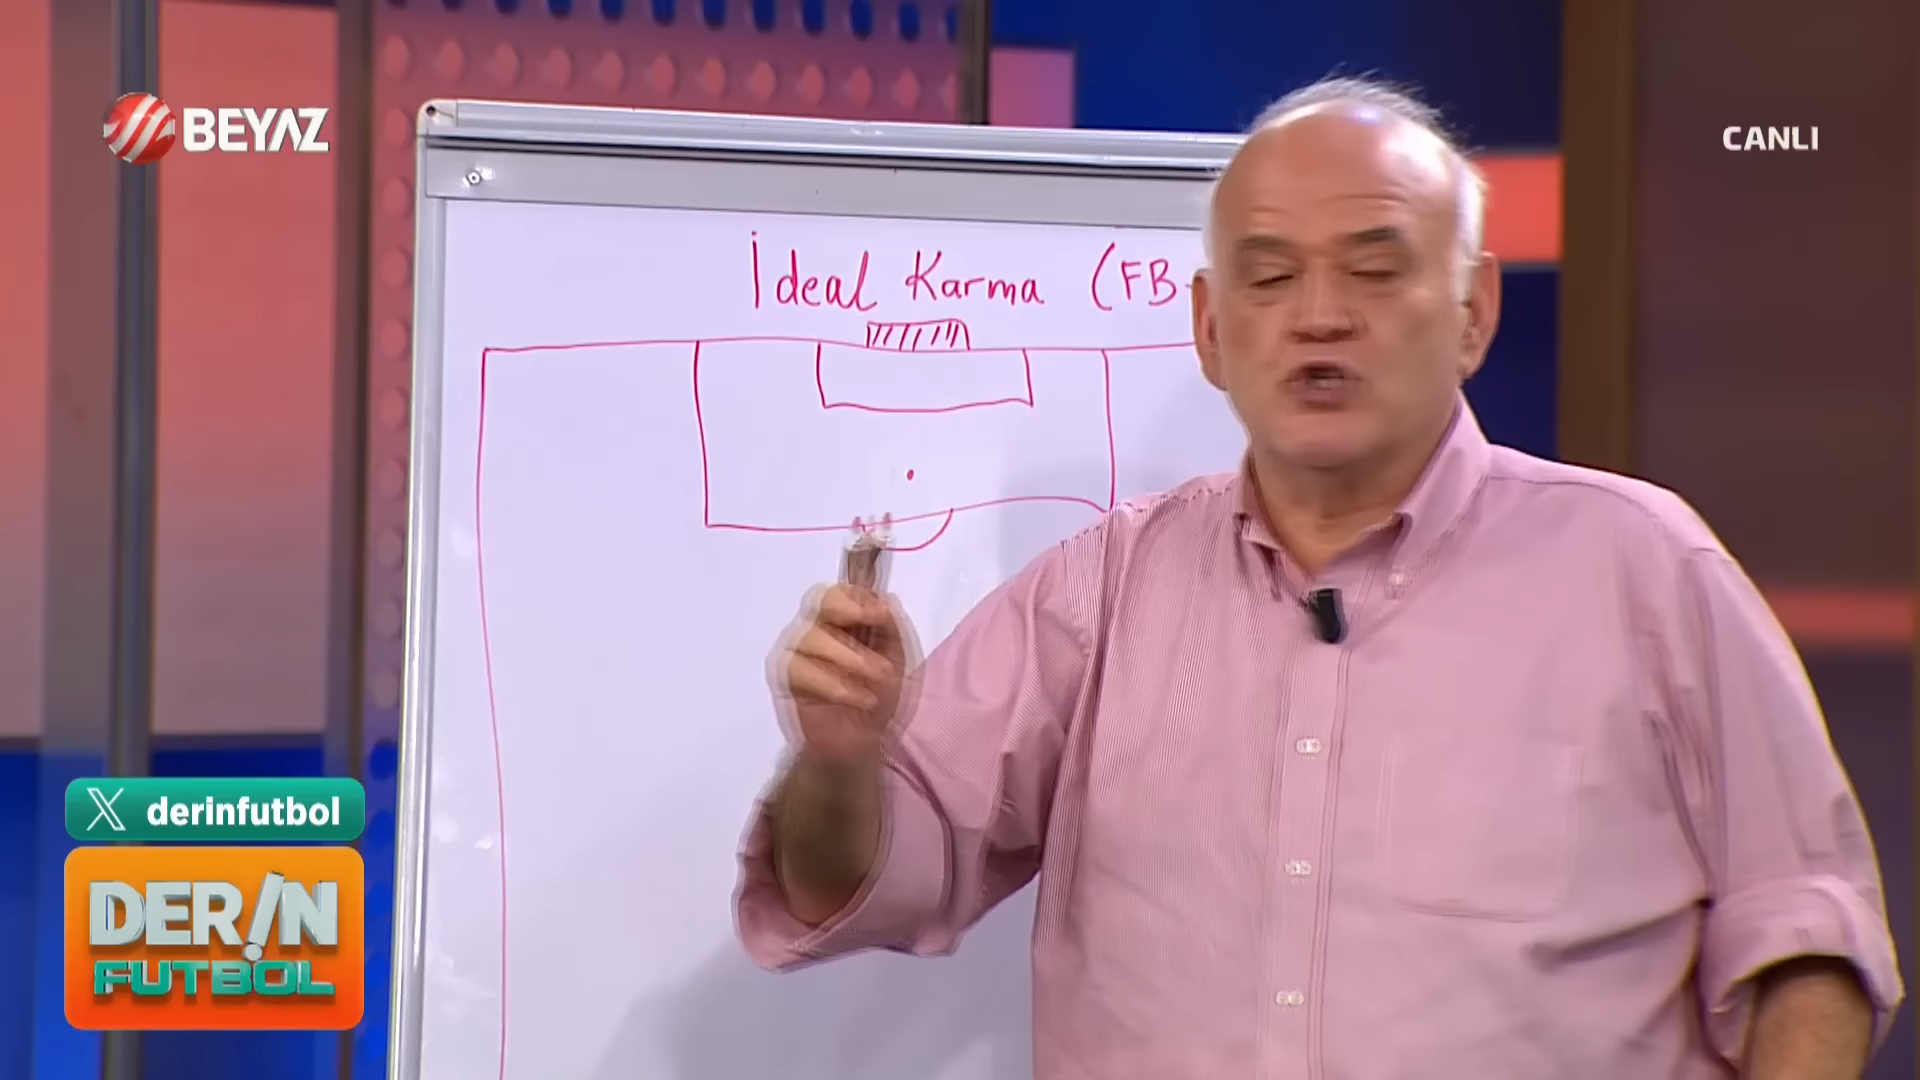 BEYAZ
CANLI
İdeal Karma (FB-
X derinfutbol
DERİN
FUTBOL